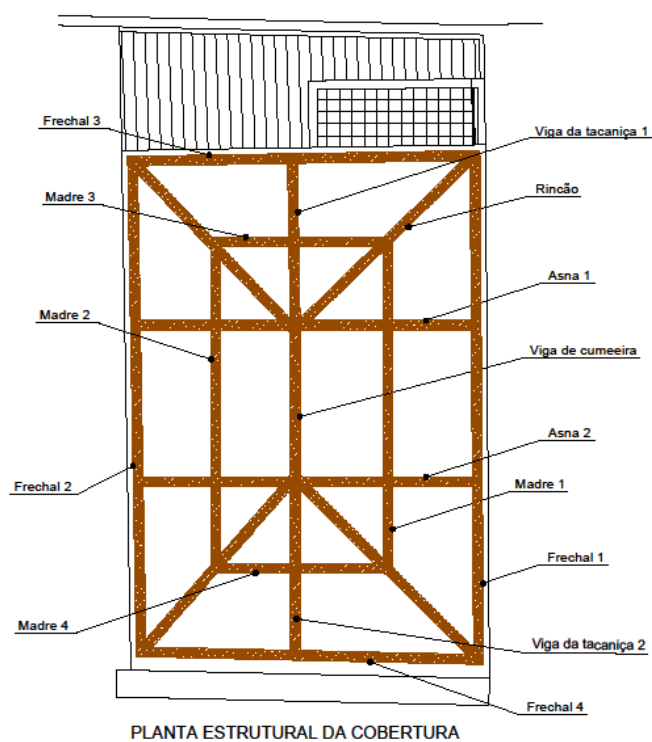 Frechal 3
Viga da tacaniça 1
Madre 3
Rincão
Asna 1
Madre 2
Viga de cumeeira
Asna 2
Frechal 2
Madre 1
Frechal 1
Madre 4
Viga da tacaniça 2
Frechal 4
PLANTA ESTRUTURAL DA COBERTURA